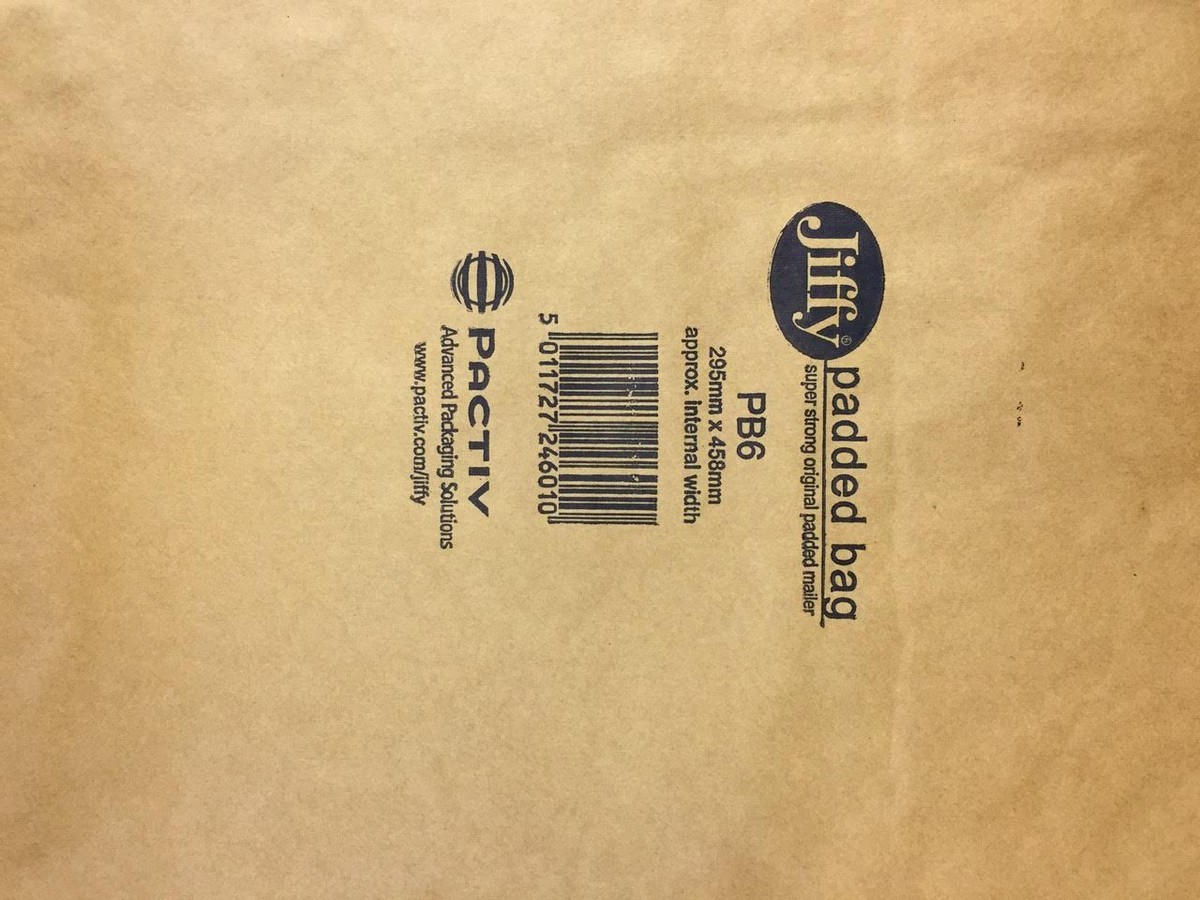 Jiffy® padded bag
super strong original padded mailer
PB6
295mm x 458mm
approx. internal width
5 011727 246010
PACTIV
Advanced Packaging Solutions
www.pactiv.com/jiffy